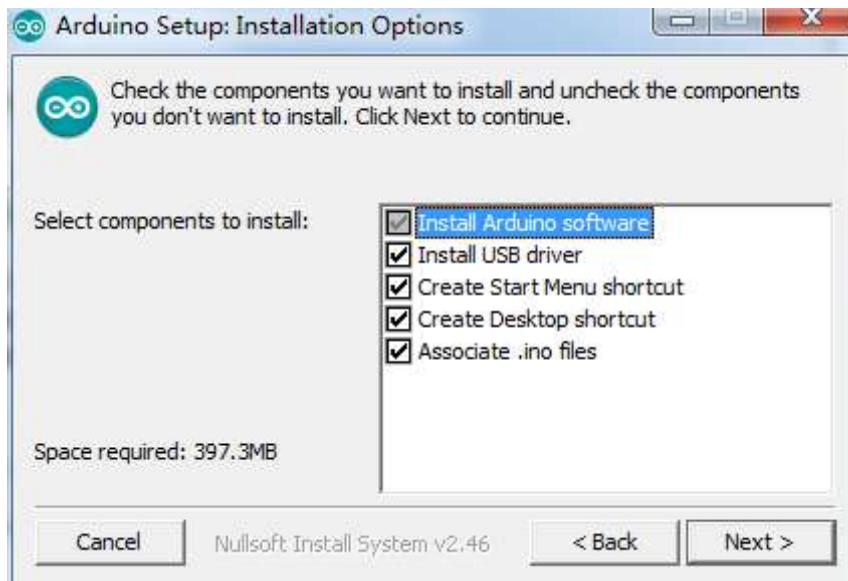 Arduino Setup: Installation Options
Check the components you want to install and uncheck the components
you don't want to install. Click Next to continue.
Select components to install:
Install Arduino software
Install USB driver
Create Start Menu shortcut
Create Desktop shortcut
Associate .ino files
Space required: 397.3MB
Cancel
Nullsoft Install System v2.46
< Back
Next >